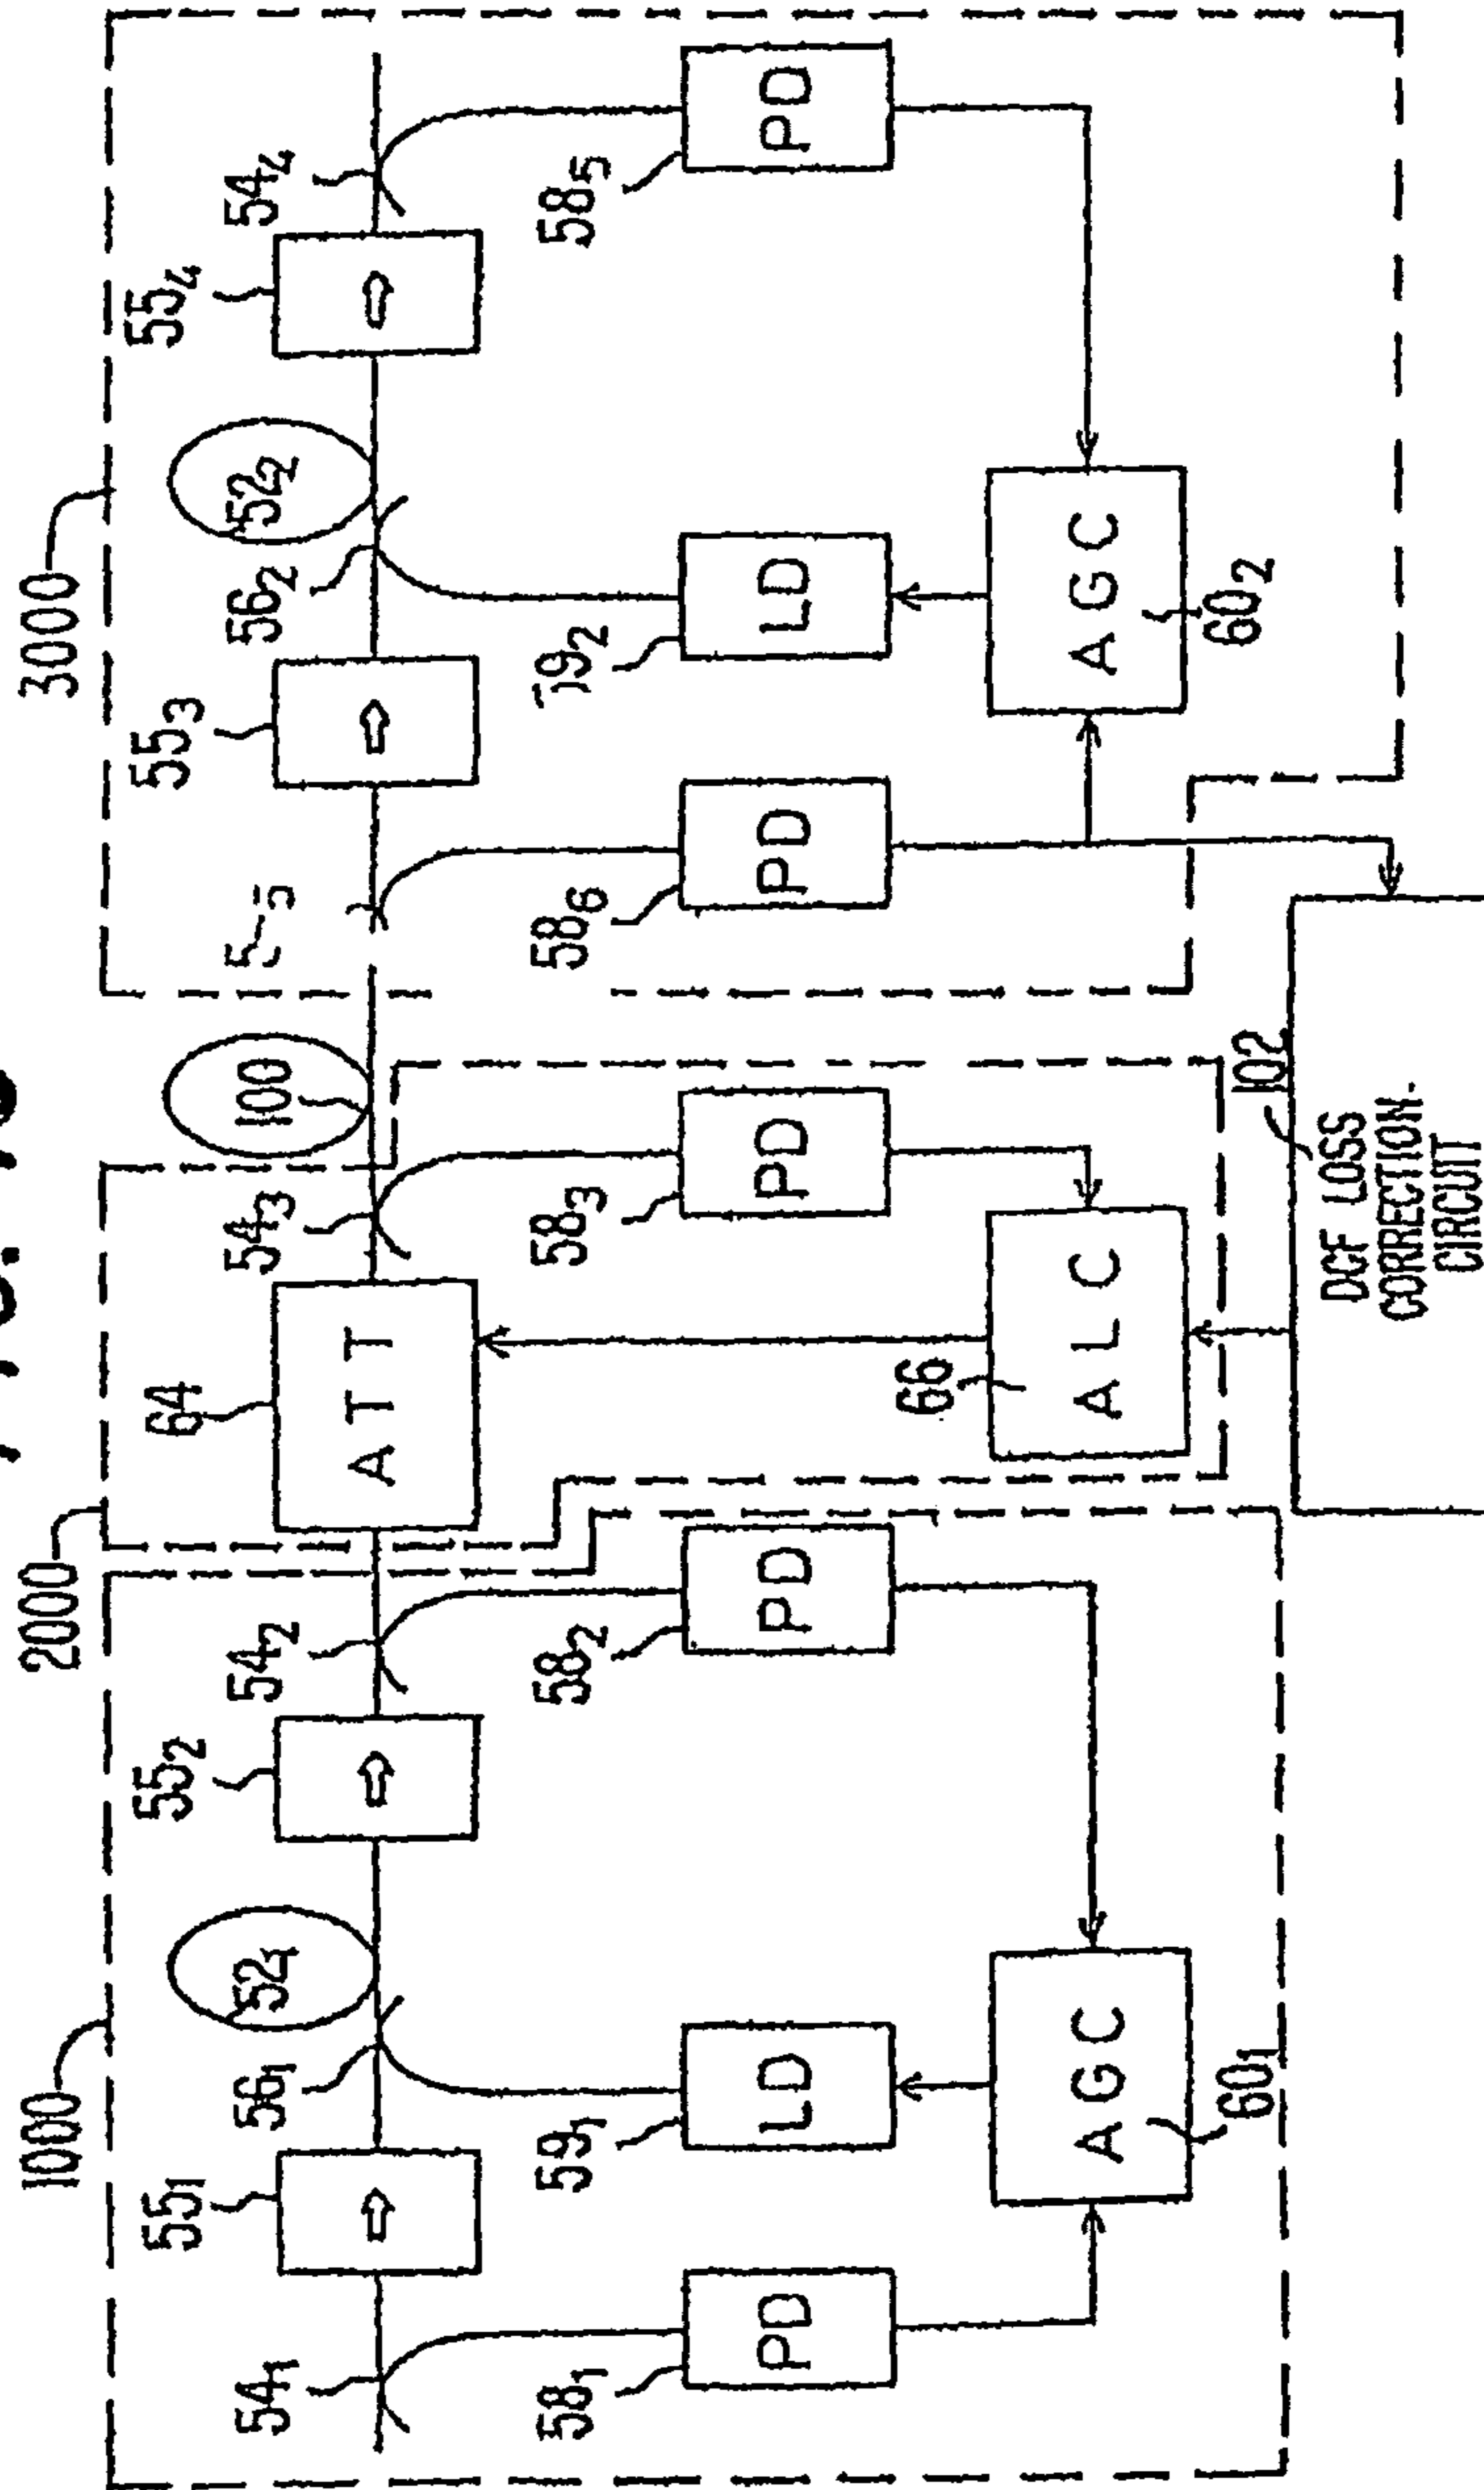 1000
2000
3000
54₁
55₁
56₁
52₁
55₂
54₂
64
ATT
54₃
100
55₃
56₂
52₂
55₄
54₄
58₁
PD
59₁
LD
58₂
PD
58₃
PD
58₆
PD
LD
58₅
PD
AGC
60₁
66
ALC
AGC
60₂
102
DCF LOSS
CORRECTION
CIRCUIT